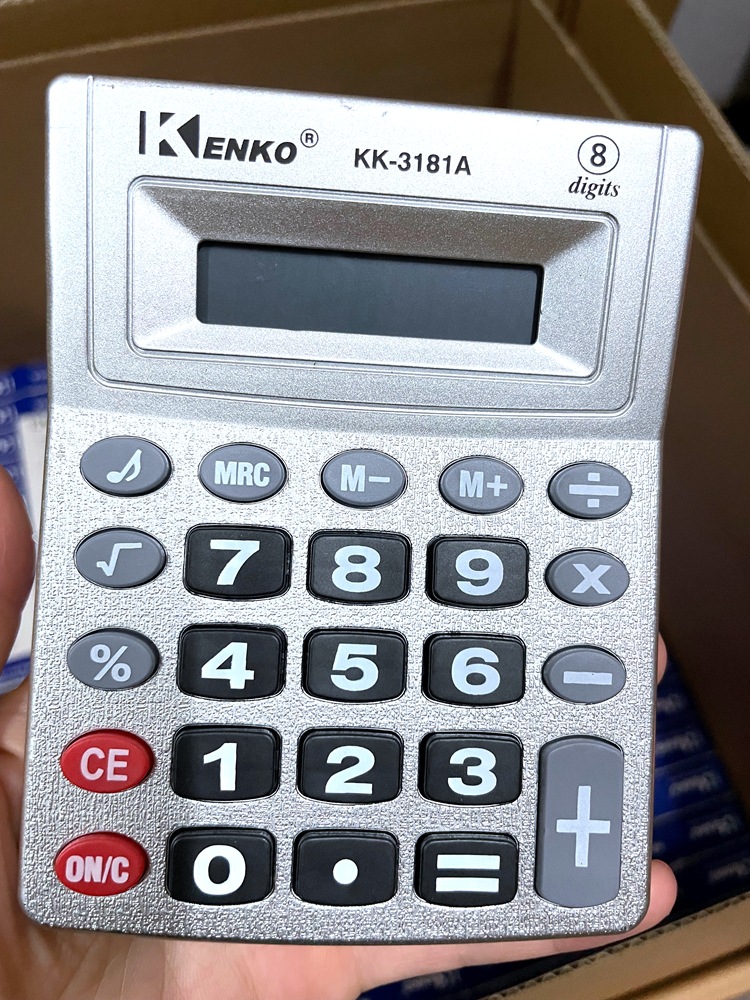 KENKO® KK-3181A 8
digits
MRC M− M+ ÷
√ 7 8 9 X
% 4 5 6 −
CE 1 2 3 +
ON/C 0 . =